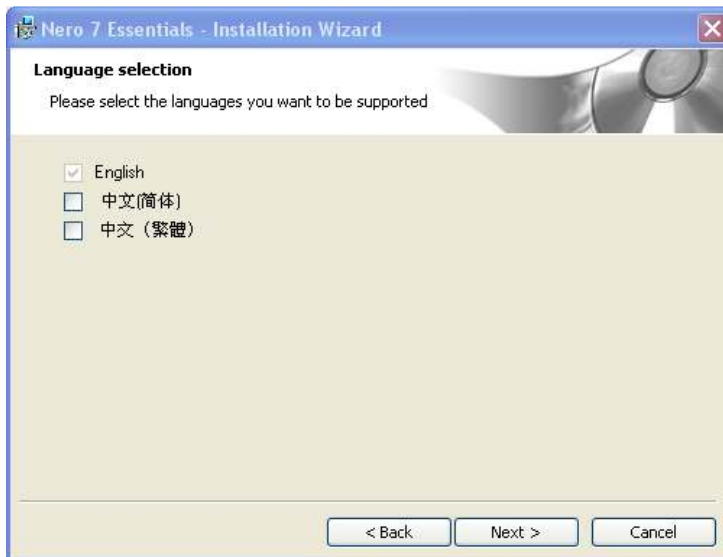 Nero 7 Essentials - Installation Wizard
Language selection
Please select the languages you want to be supported
English
中文(简体)
中文（繁體）
< Back Next > Cancel